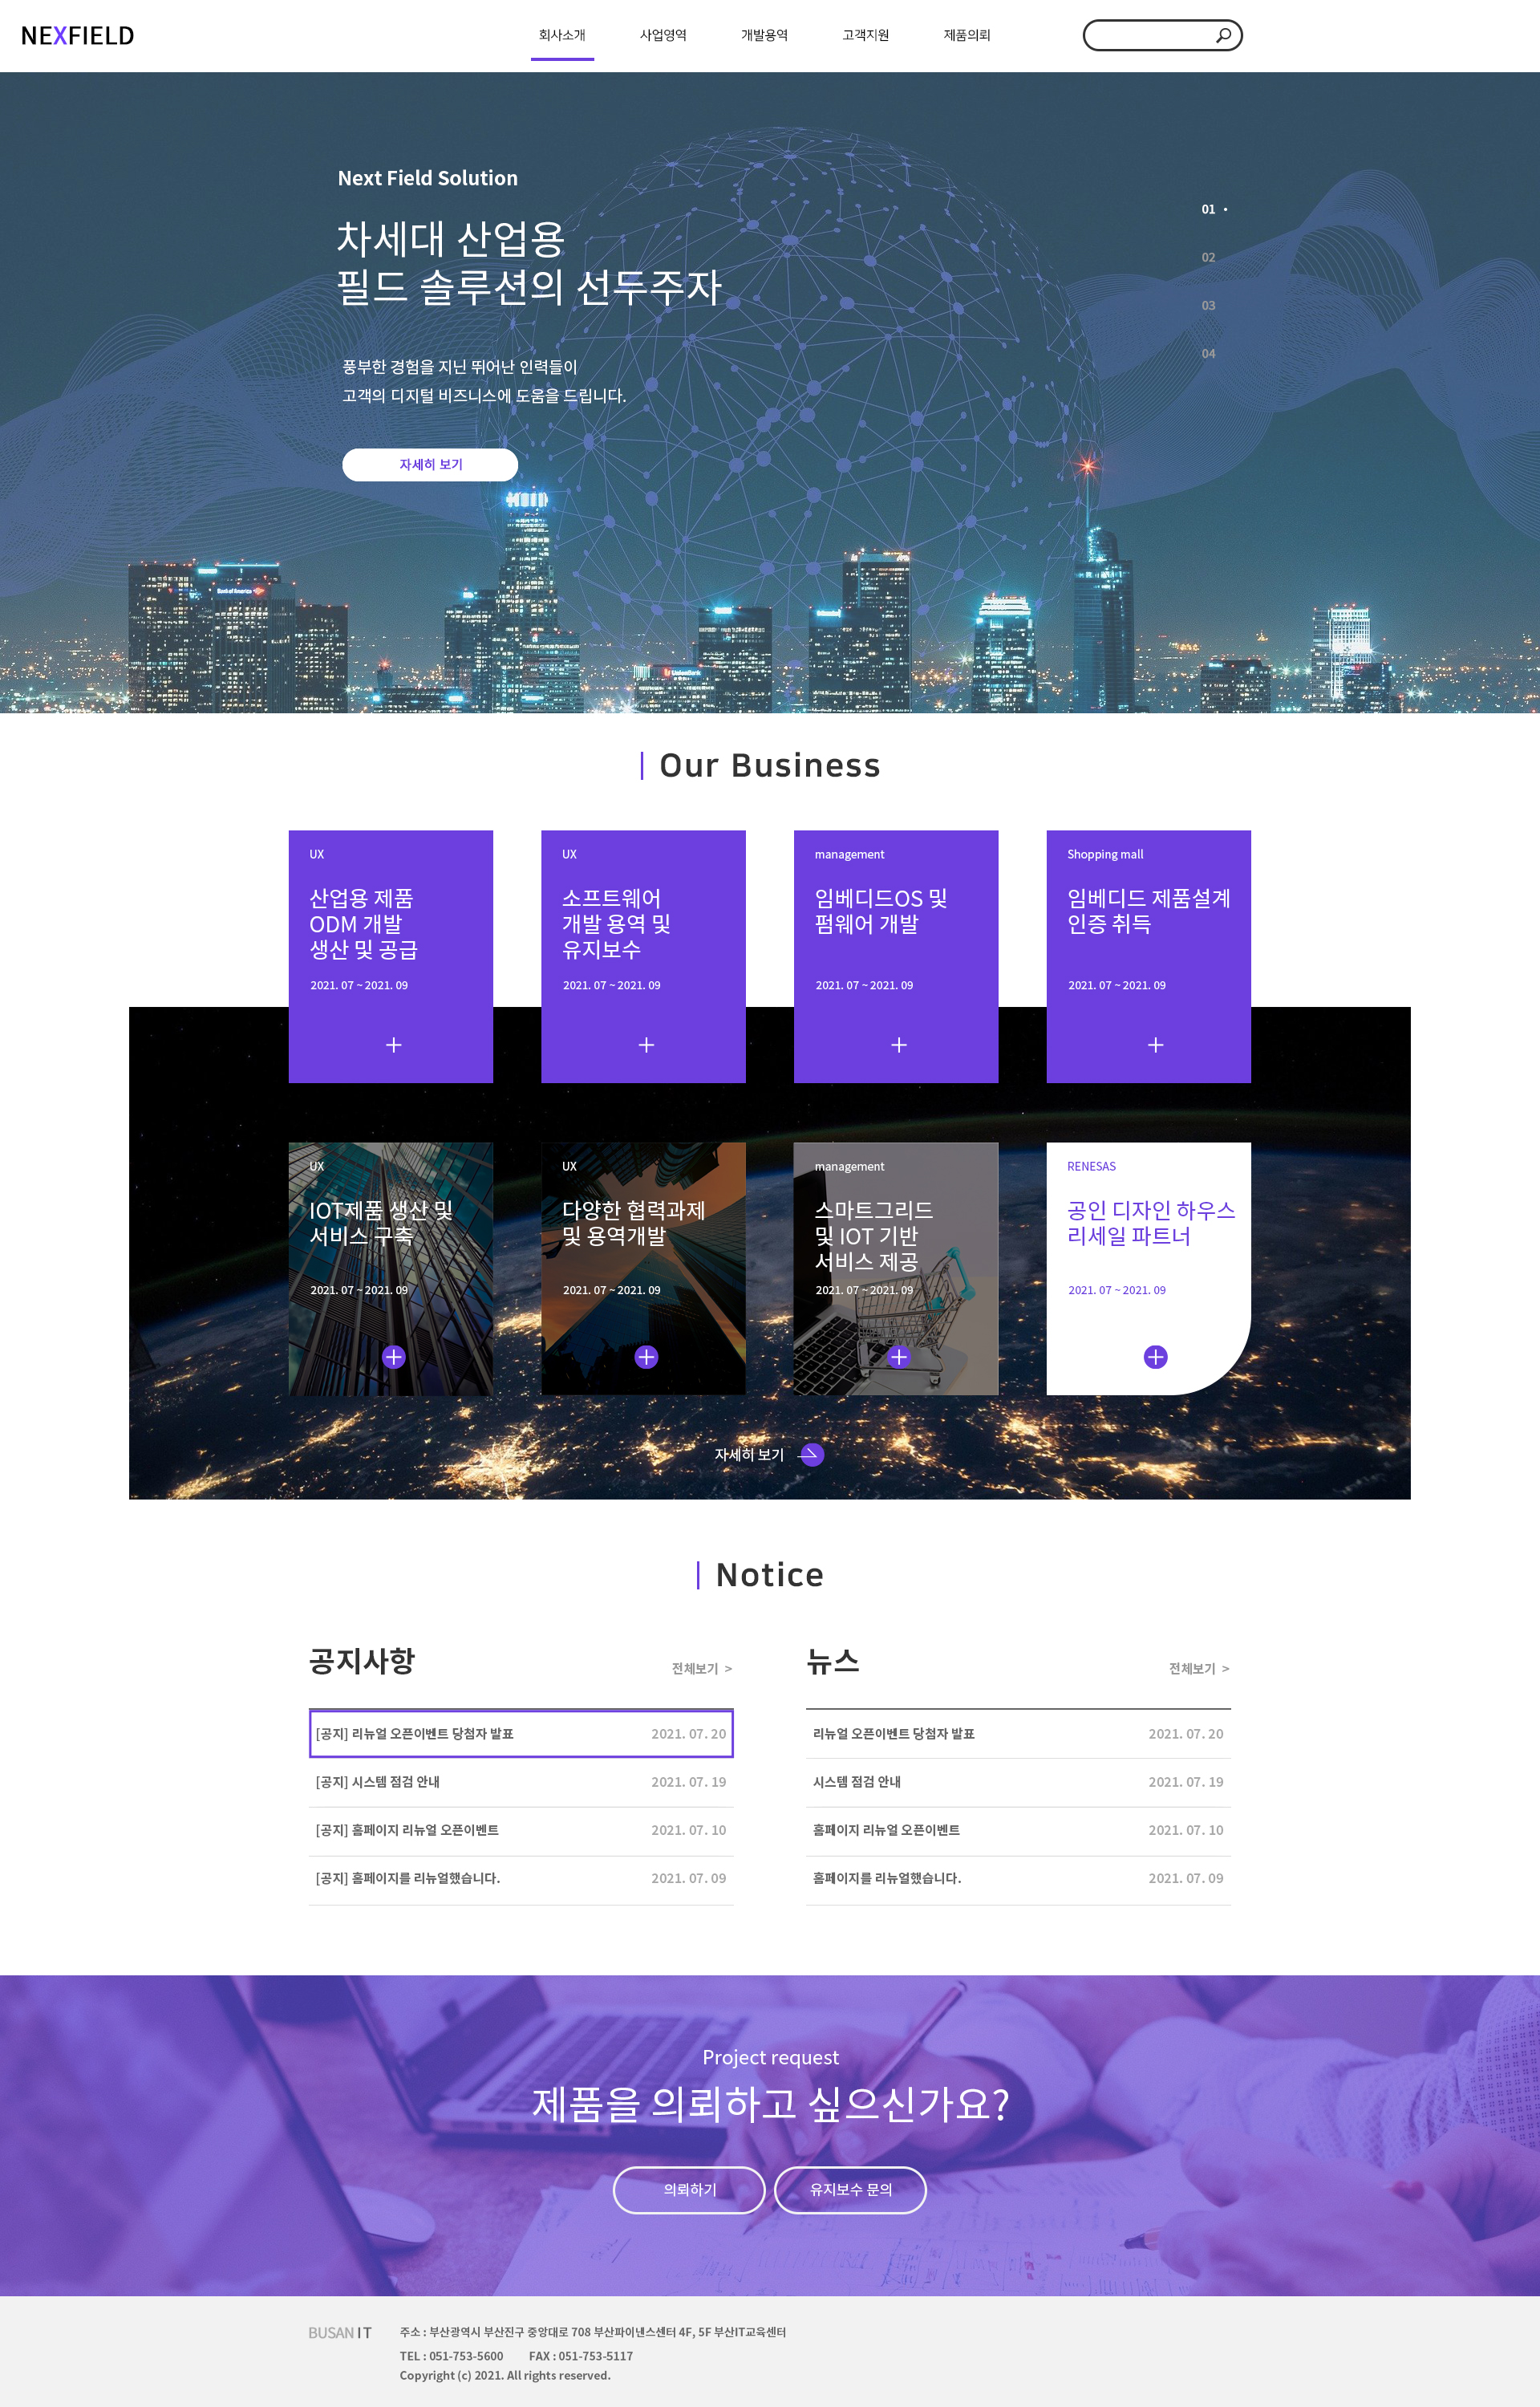 NEXFIELD
회사소개
사업영역
개발용역
고객지원
제품의뢰
Next Field Solution
차세대 산업용
필드 솔루션의 선두주자
풍부한 경험을 지닌 뛰어난 인력들이
고객의 디지털 비즈니스에 도움을 드립니다.
자세히 보기
01
02
03
04
Bank of America
UnionBank
Our Business
UX
산업용 제품
ODM 개발
생산 및 공급
2021. 07 ~ 2021. 09
UX
소프트웨어
개발 용역 및
유지보수
2021. 07 ~ 2021. 09
management
임베디드OS 및
펌웨어 개발
2021. 07 ~ 2021. 09
Shopping mall
임베디드 제품설계
인증 취득
2021. 07 ~ 2021. 09
UX
IOT제품 생산 및
서비스 구축
2021. 07 ~ 2021. 09
UX
다양한 협력과제
및 용역개발
2021. 07 ~ 2021. 09
management
스마트그리드
및 IOT 기반
서비스 제공
2021. 07 ~ 2021. 09
RENESAS
공인 디자인 하우스
리세일 파트너
2021. 07 ~ 2021. 09
자세히 보기
Notice
공지사항
전체보기 >
[공지] 리뉴얼 오픈이벤트 당첨자 발표 2021. 07. 20
[공지] 시스템 점검 안내 2021. 07. 19
[공지] 홈페이지 리뉴얼 오픈이벤트 2021. 07. 10
[공지] 홈페이지를 리뉴얼했습니다. 2021. 07. 09
뉴스
전체보기 >
리뉴얼 오픈이벤트 당첨자 발표 2021. 07. 20
시스템 점검 안내 2021. 07. 19
홈페이지 리뉴얼 오픈이벤트 2021. 07. 10
홈페이지를 리뉴얼했습니다. 2021. 07. 09
Project request
제품을 의뢰하고 싶으신가요?
의뢰하기
유지보수 문의
BUSAN IT
주소 : 부산광역시 부산진구 중앙대로 708 부산파이낸스센터 4F, 5F 부산IT교육센터
TEL : 051-753-5600 FAX : 051-753-5117
Copyright (c) 2021. All rights reserved.